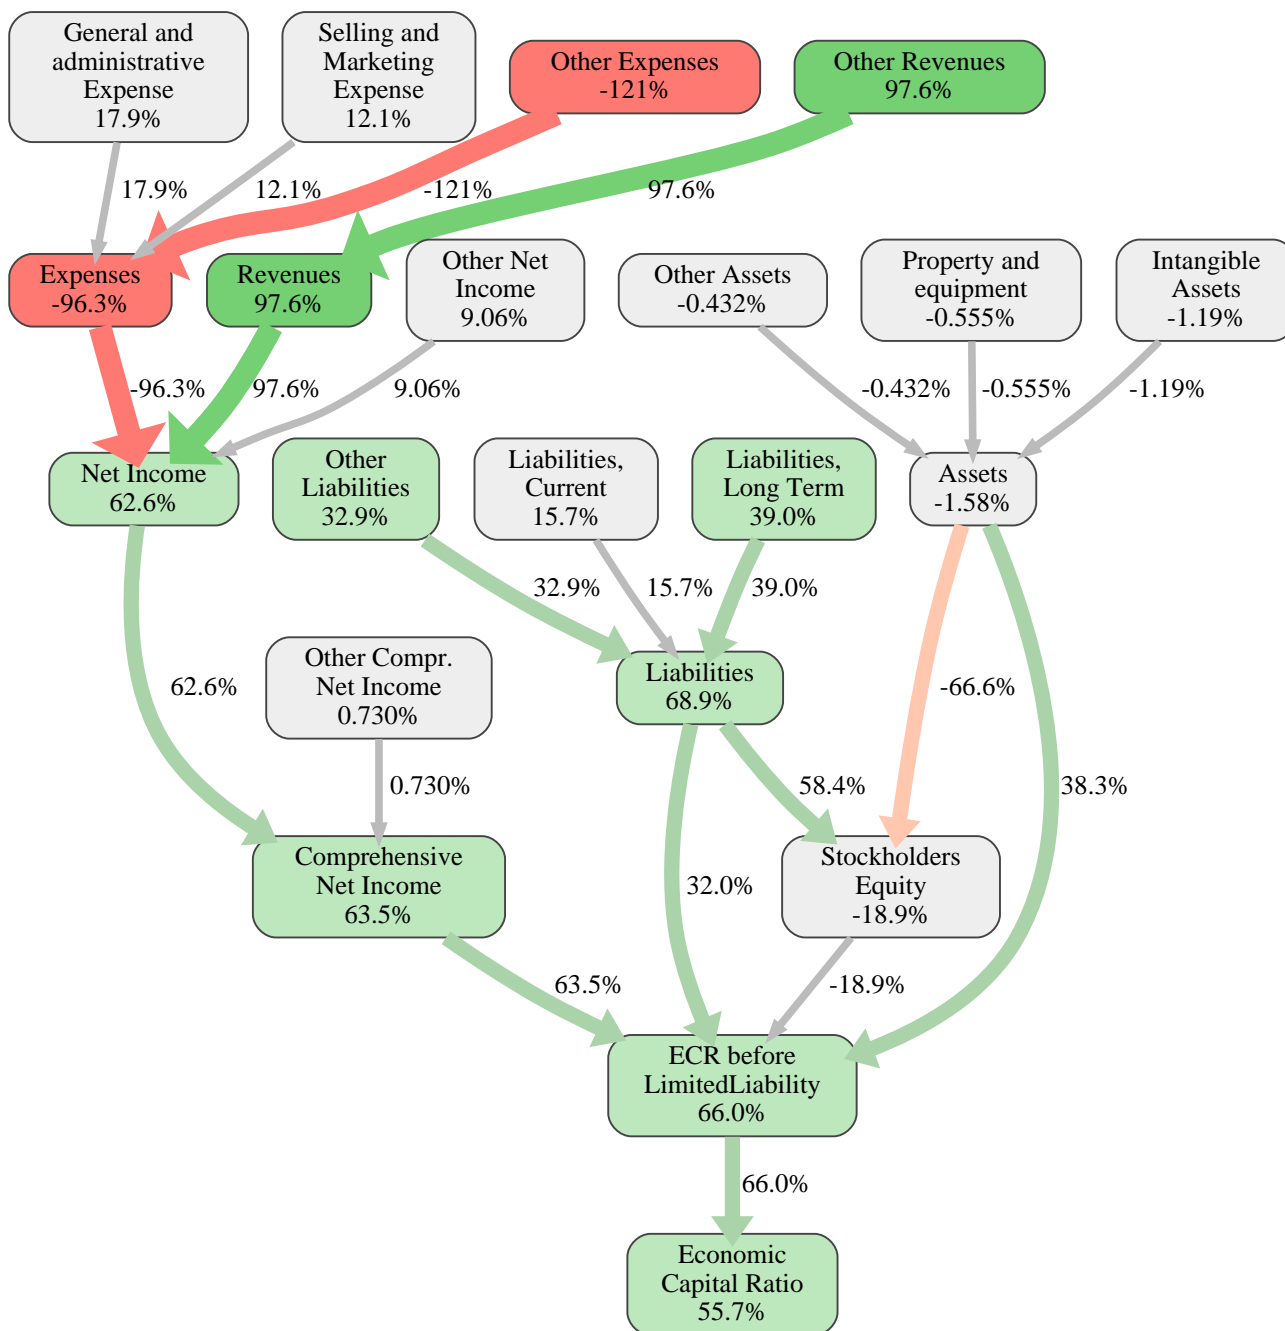 General and
administrative
Expense
17.9%
Selling and
Marketing
Expense
12.1%
Other Expenses
-121%
Other Revenues
97.6%
17.9%
12.1%
-121%
97.6%
Expenses
-96.3%
Revenues
97.6%
Other Net
Income
9.06%
Other Assets
-0.432%
Property and
equipment
-0.555%
Intangible
Assets
-1.19%
-96.3%
97.6%
9.06%
-0.432%
-0.555%
-1.19%
Net Income
62.6%
Other
Liabilities
32.9%
Liabilities,
Current
15.7%
Liabilities,
Long Term
39.0%
Assets
-1.58%
32.9%
15.7%
39.0%
62.6%
Other Compr.
Net Income
0.730%
Liabilities
68.9%
-66.6%
0.730%
58.4%
38.3%
Comprehensive
Net Income
63.5%
32.0%
Stockholders
Equity
-18.9%
63.5%
-18.9%
ECR before
LimitedLiability
66.0%
66.0%
Economic
Capital Ratio
55.7%